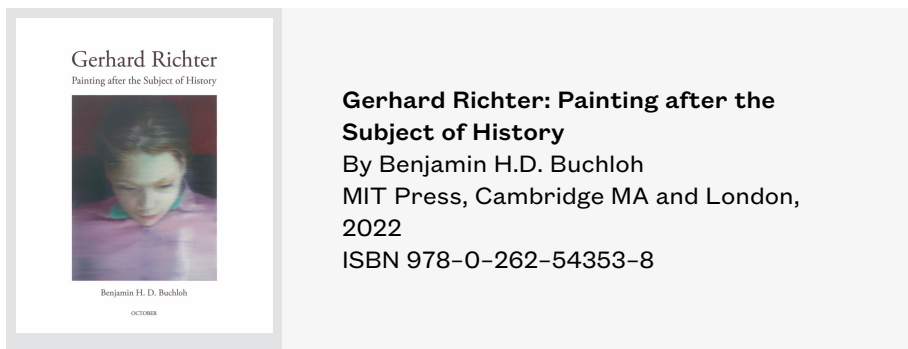 Gerhard Richter
Painting after the Subject of History
Benjamin H. D. Buchloh
OCTOBER
Gerhard Richter: Painting after the
Subject of History
By Benjamin H.D. Buchloh
MIT Press, Cambridge MA and London,
2022
ISBN 978–0–262–54353–8